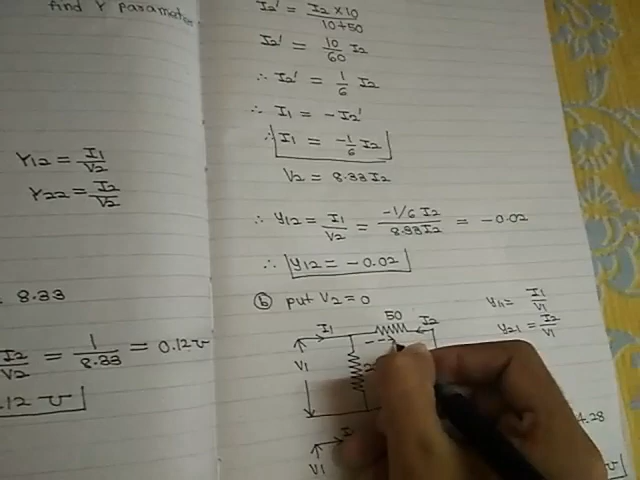 find Y parameter
Y12 = I1/V2
Y22 = I2/V2
8.33
I2/V2 = 1/8.33 = 0.12℧
.12 ℧
I2' = I2 × 10 / 10+50
I2' = 10/60 I2
∴ I2' = 1/6 I2
∴ I1 = -I2'
∴ I1 = -1/6 I2
V2 = 8.33 I2
∴ Y12 = I1/V2 = -1/6 I2 / 8.33 I2 = -0.02
∴ Y12 = -0.02
(b) put V2 = 0
Y11 = I1/V1
Y21 = I2/V1
50
I1
I2
V1
V1
4.28